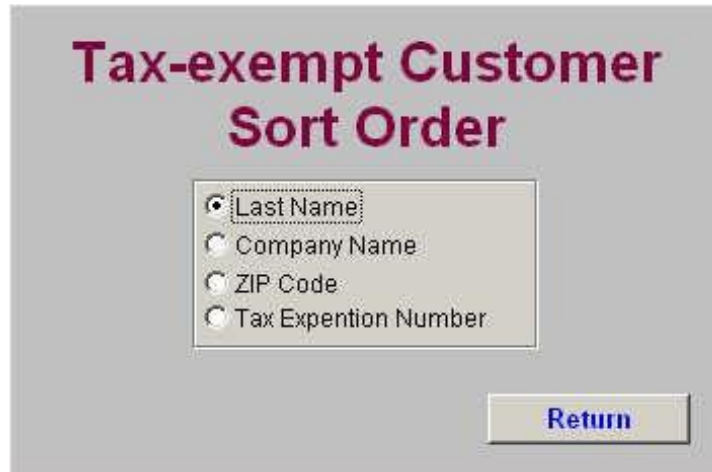 Tax-exempt Customer
Sort Order
Last Name
Company Name
ZIP Code
Tax Expention Number
Return